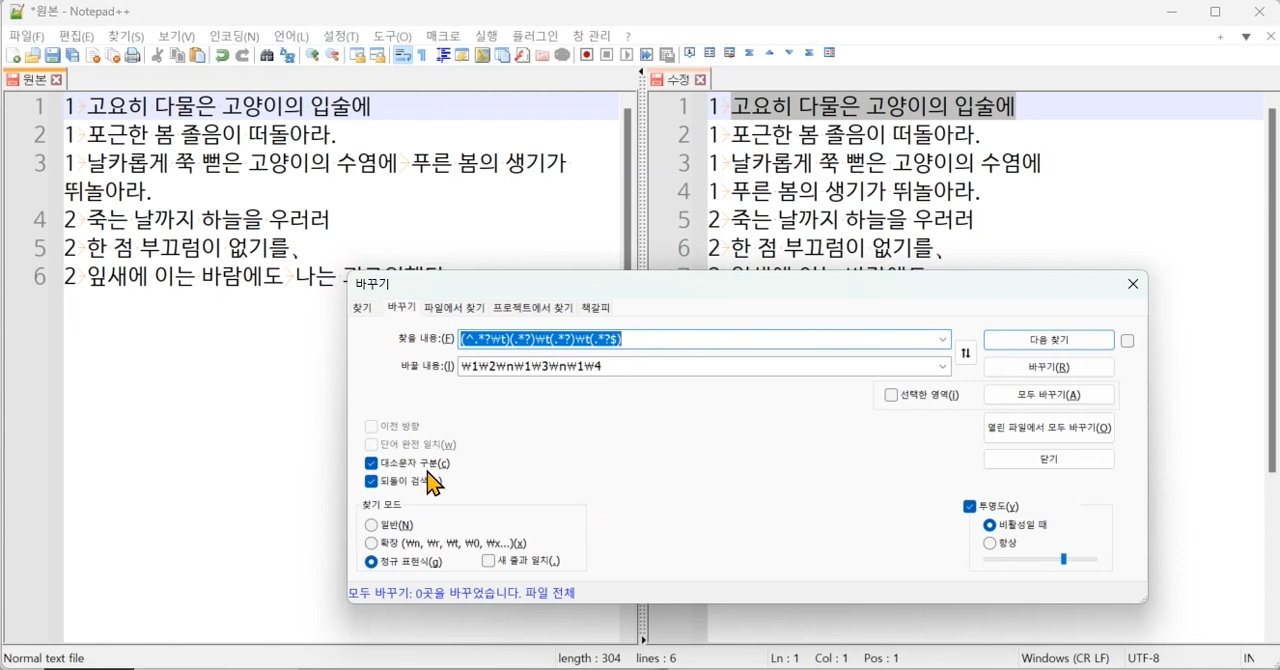 *원본 - Notepad++
파일(F) 편집(E) 찾기(S) 보기(V) 인코딩(N) 언어(L) 설정(T) 도구(O) 매크로 실행 플러그인 창 관리 ?
원본
1 1 고요히 다물은 고양이의 입술에
2 1 포근한 봄 졸음이 떠돌아라.
3 1 날카롭게 쭉 뻗은 고양이의 수염에 푸른 봄의 생기가
뛰놀아라.
4 2 죽는 날까지 하늘을 우러러
5 2 한 점 부끄럼이 없기를、
6 2 잎새에 이는 바람에도 나는
수정
1 1 고요히 다물은 고양이의 입술에
2 1 포근한 봄 졸음이 떠돌아라.
3 1 날카롭게 쭉 뻗은 고양이의 수염에
4 1 푸른 봄의 생기가 뛰놀아라.
5 2 죽는 날까지 하늘을 우러러
6 2 한 점 부끄럼이 없기를、
바꾸기
찾기 바꾸기 파일에서 찾기 프로젝트에서 찾기 책갈피
찾을 내용:(F) (^.*?₩t)(.*?)₩t(.*?)₩t(.*?$) 다음 찾기
바꿀 내용:(I) ₩1₩2₩n₩1₩3₩n₩1₩4 바꾸기(R)
선택한 영역(i) 모두 바꾸기(A)
열린 파일에서 모두 바꾸기(O)
닫기
이전 방향
단어 완전 일치(w)
대소문자 구분(c)
되돌이 검색
찾기 모드
일반(N)
확장 (₩n, ₩r, ₩t, ₩0, ₩x...)(x)
정규 표현식(g) 새 줄과 일치(.)
투명도(y)
비활성일 때
항상
모두 바꾸기: 0곳을 바꾸었습니다. 파일 전체
Normal text file length : 304 lines : 6 Ln : 1 Col : 1 Pos : 1 Windows (CR LF) UTF-8 IN